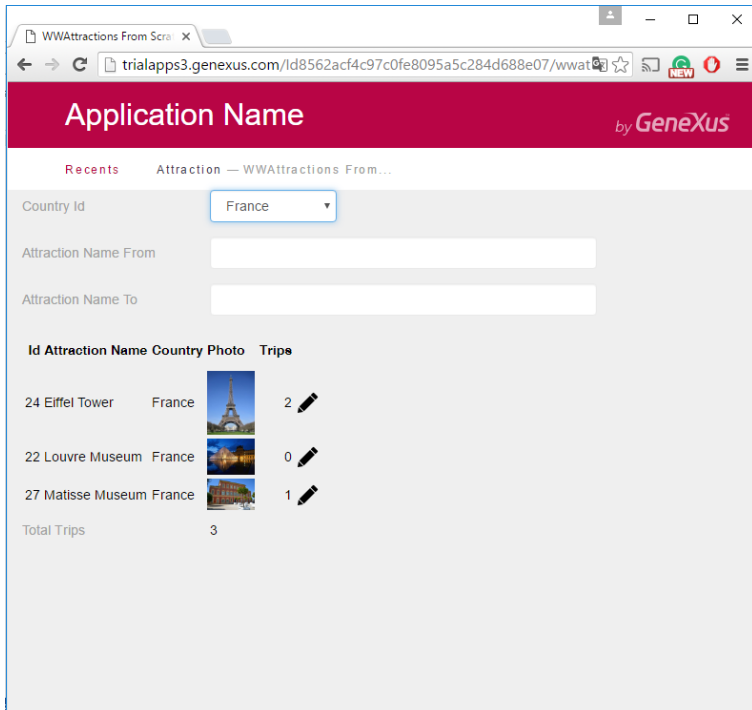 WWAttractions From Scra
trialapps3.genexus.com/Id8562acf4c97c0fe8095a5c284d688e07/wwat
NEW
Application Name
by GeneXus
Recents Attraction — WWAttractions From...
Country Id France
Attraction Name From
Attraction Name To
Id Attraction Name Country Photo Trips
24 Eiffel Tower France 2
22 Louvre Museum France 0
27 Matisse Museum France 1
Total Trips 3